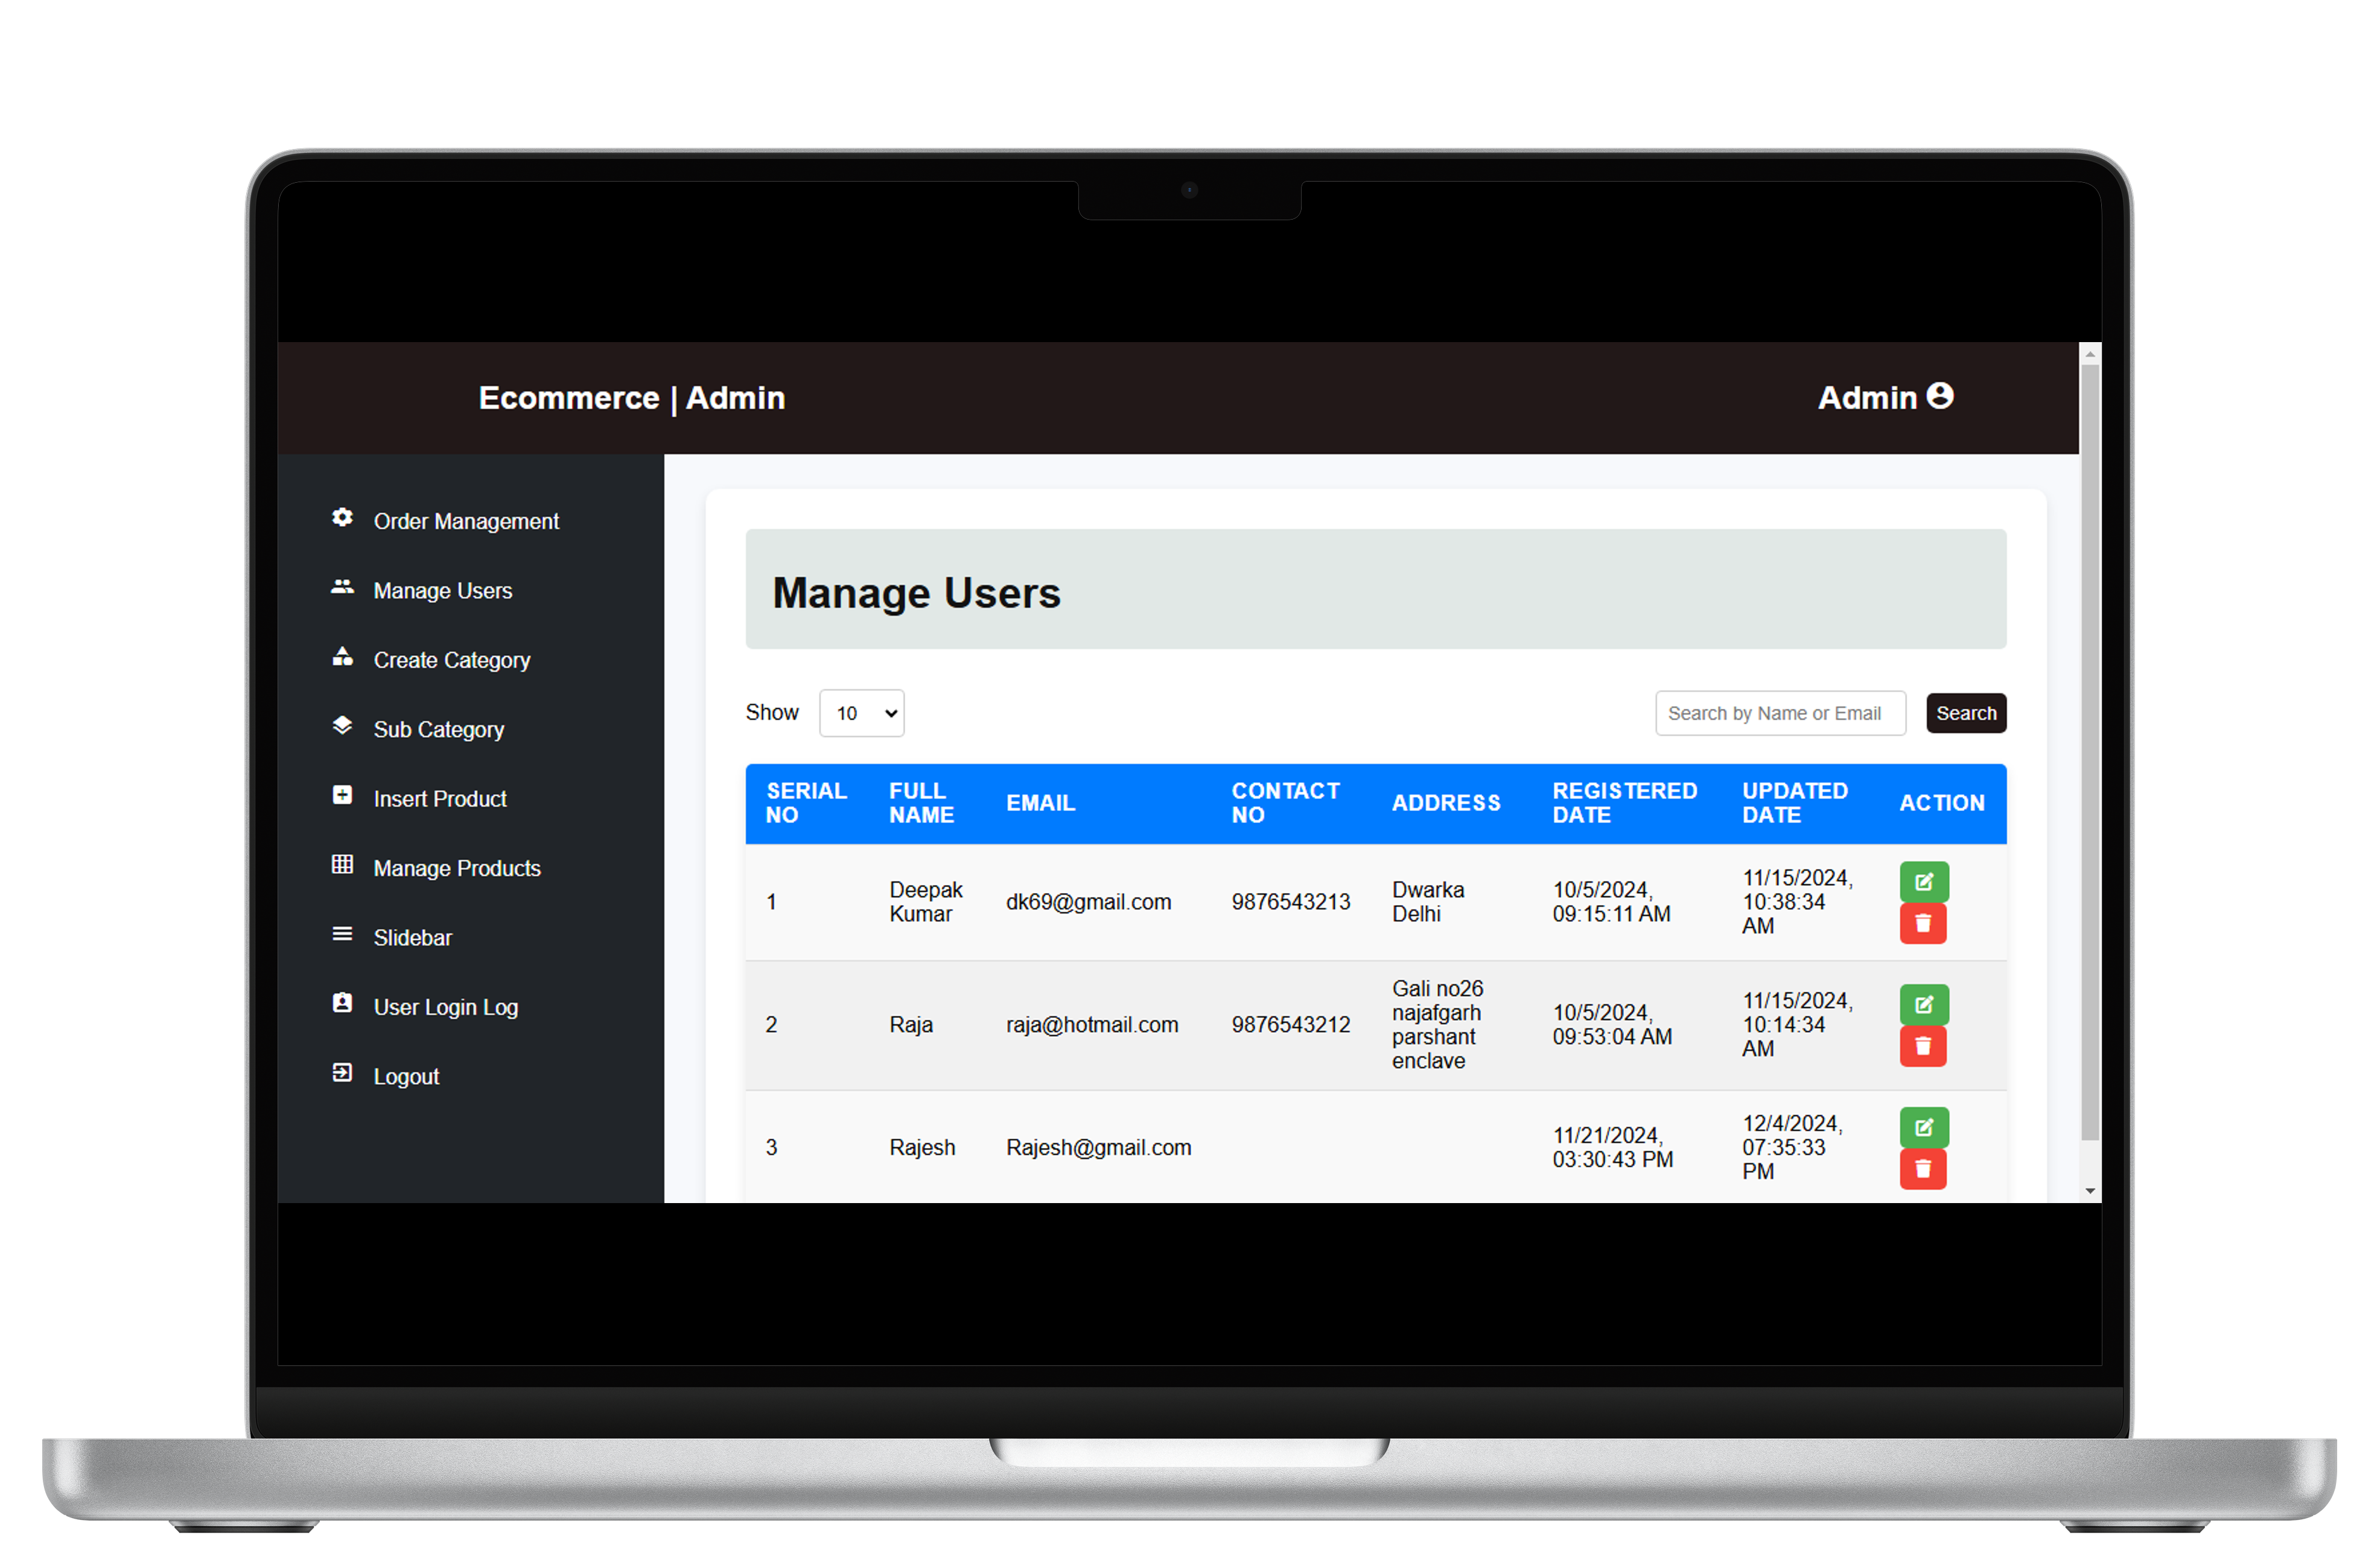 Ecommerce | Admin
Admin
Order Management
Manage Users
Create Category
Sub Category
Insert Product
Manage Products
Slidebar
User Login Log
Logout
Manage Users
Show 10 Search by Name or Email Search
SERIAL NO FULL NAME EMAIL CONTACT NO ADDRESS REGISTERED DATE UPDATED DATE ACTION
1 Deepak Kumar dk69@gmail.com 9876543213 Dwarka Delhi 10/5/2024, 09:15:11 AM 11/15/2024, 10:38:34 AM
2 Raja raja@hotmail.com 9876543212 Gali no26 najafgarh parshant enclave 10/5/2024, 09:53:04 AM 11/15/2024, 10:14:34 AM
3 Rajesh Rajesh@gmail.com 11/21/2024, 03:30:43 PM 12/4/2024, 07:35:33 PM